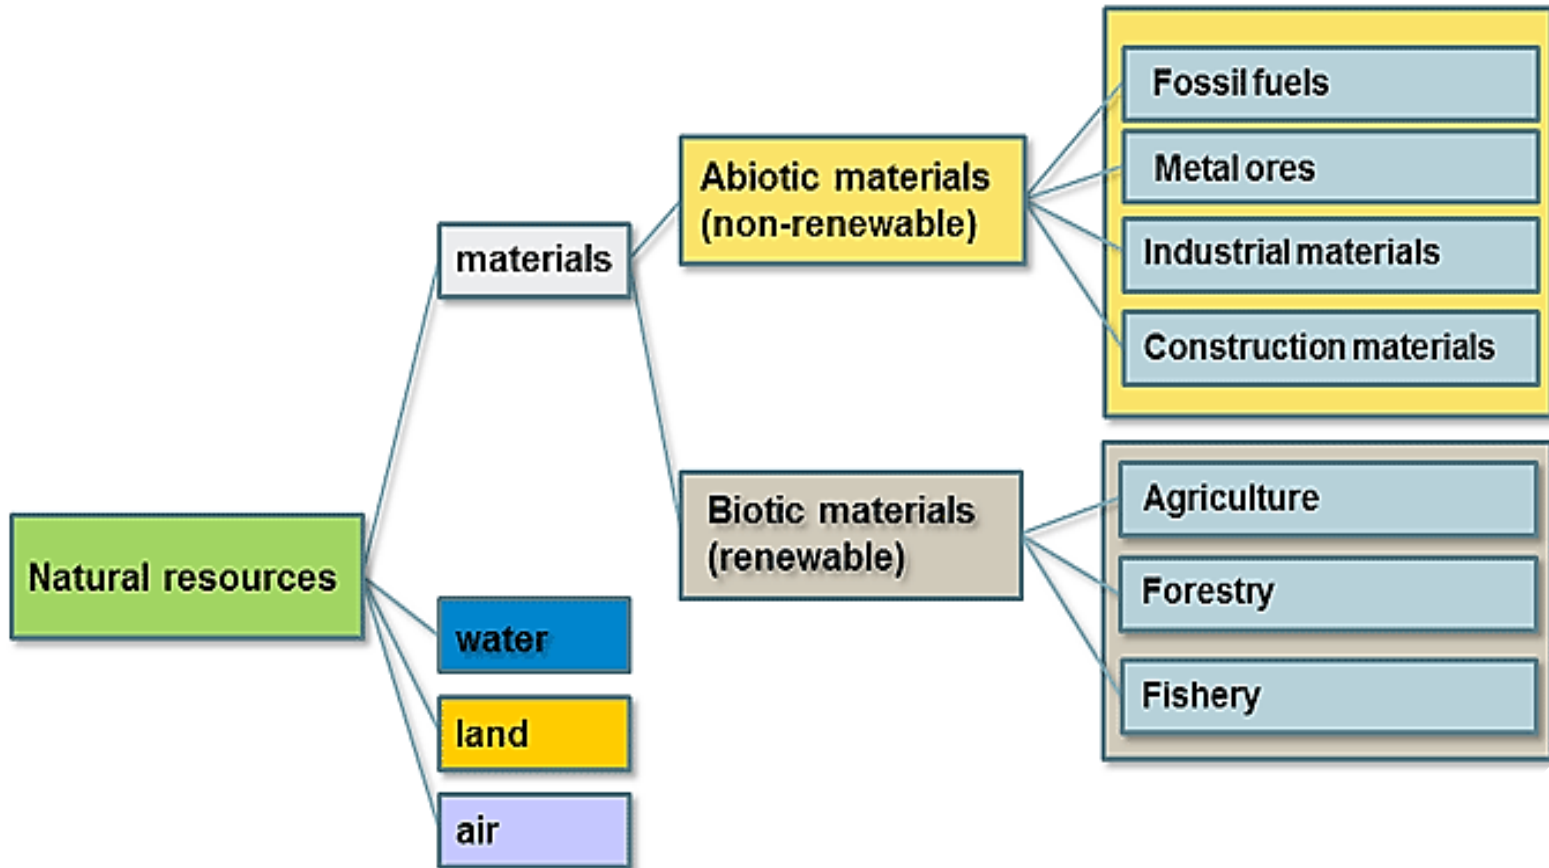 Natural resources
materials
water
land
air
Abiotic materials
(non-renewable)
Biotic materials
(renewable)
Fossil fuels
Metal ores
Industrial materials
Construction materials
Agriculture
Forestry
Fishery